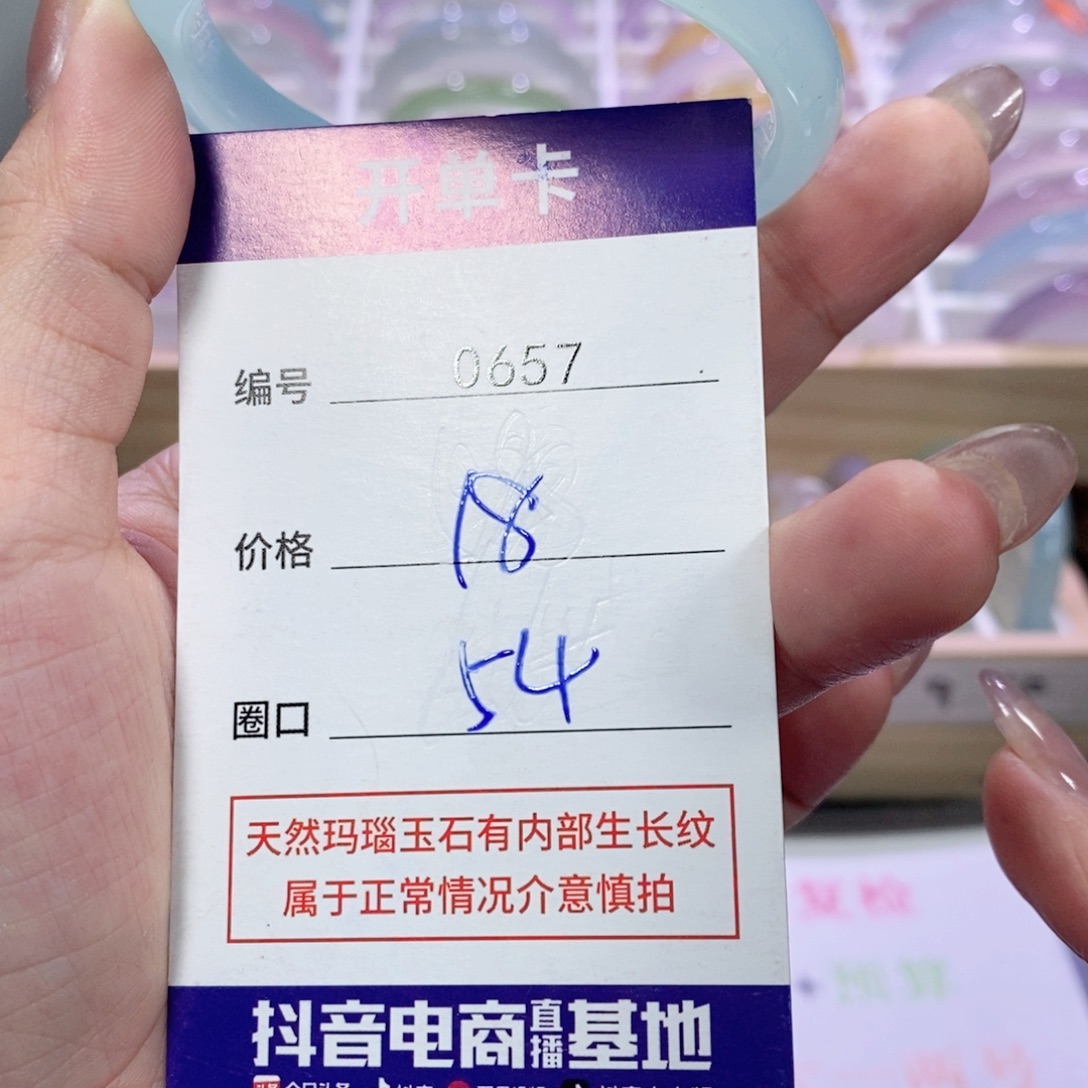 开单卡
编号 0657
价格 18
圈口 54
天然玛瑙玉石有内部生长纹
属于正常情况介意慎拍
抖音电商直播基地
复检